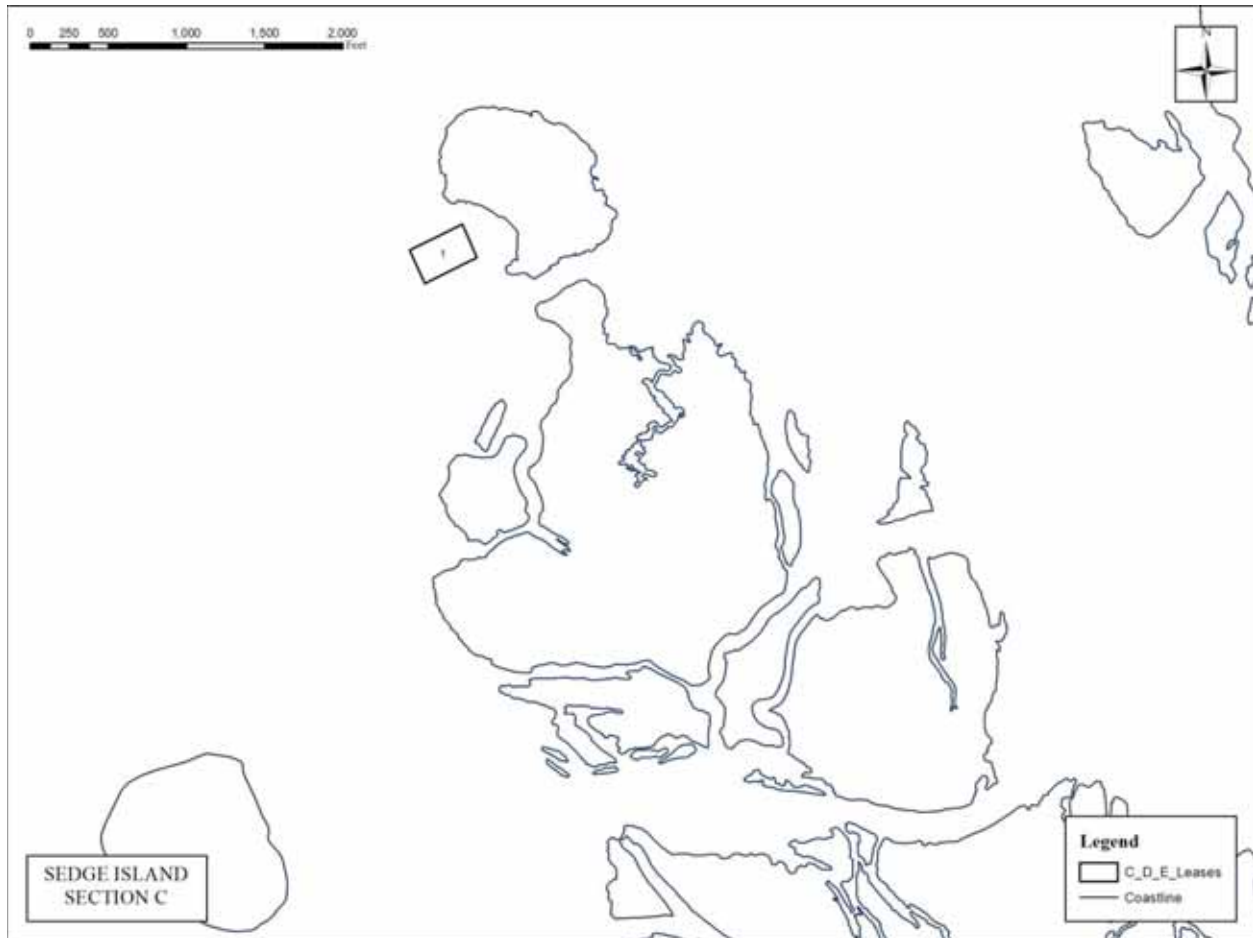 0 250 500 1,000 1,500 2,000
Feet
N
SEDGE ISLAND
SECTION C
Legend
C_D_E_Leases
Coastline